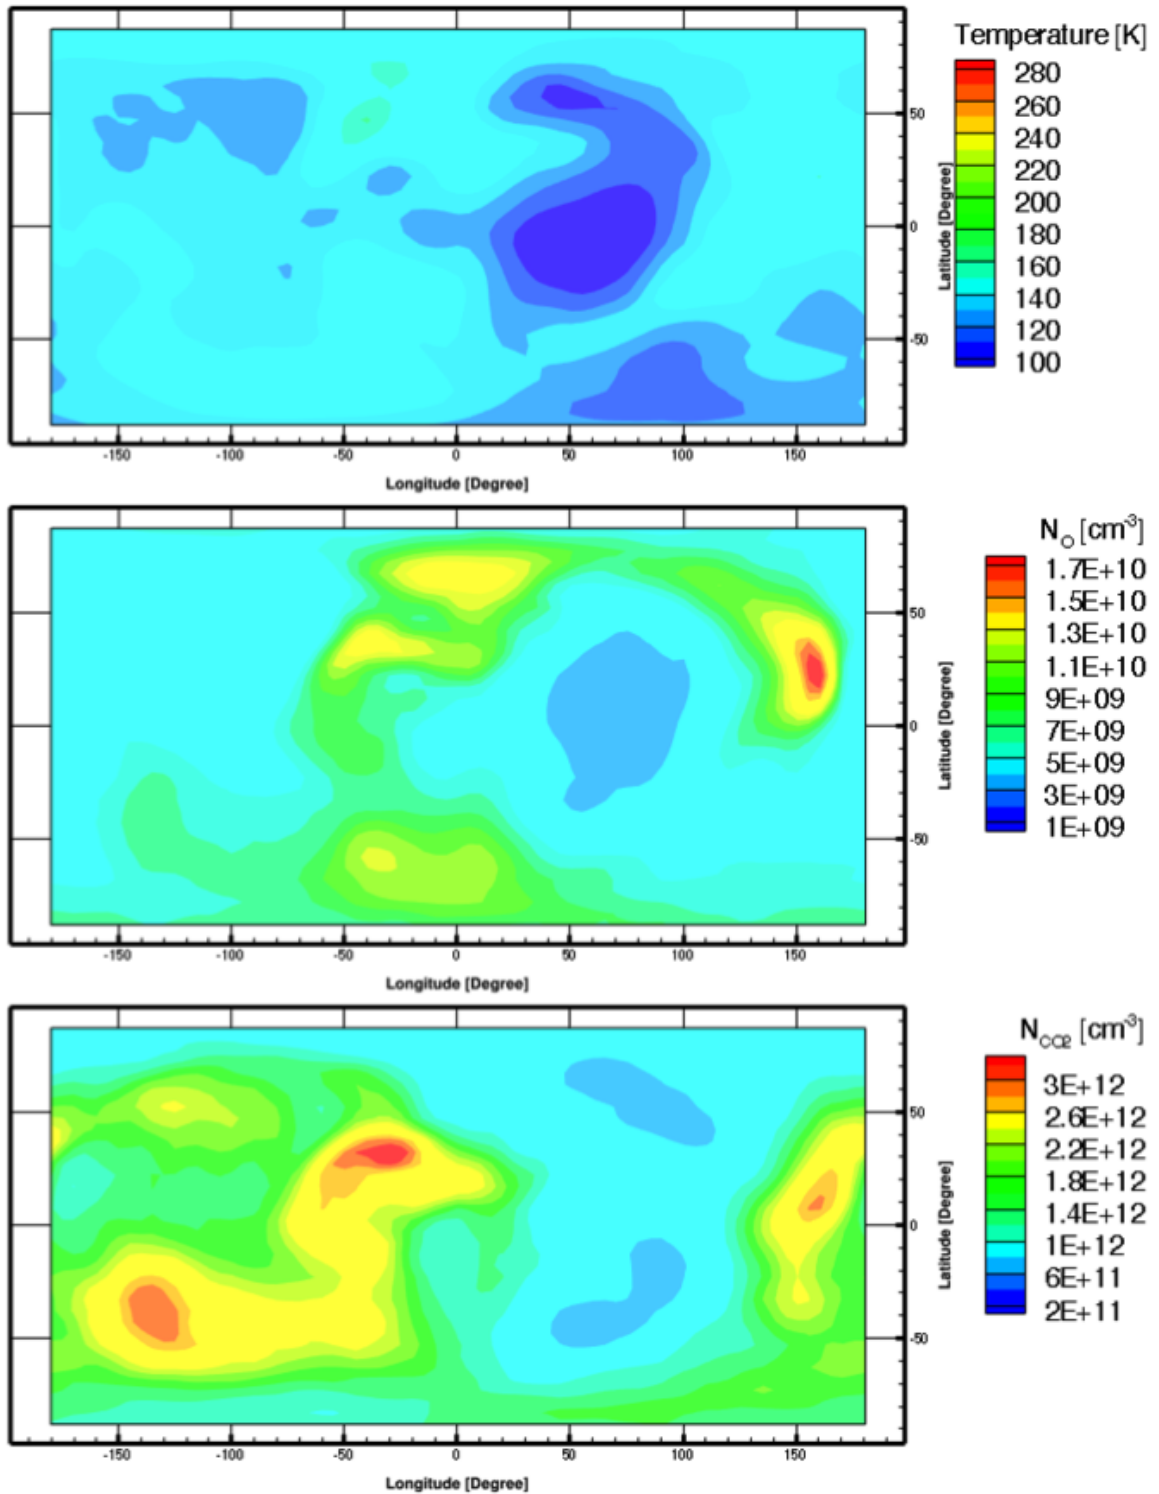 Temperature [K]
280
260
240
220
200
180
160
140
120
100
50
0
-50
Latitude [Degree]
-150 -100 -50 0 50 100 150
Longitude [Degree]
N_O [cm^-3]
1.7E+10
1.5E+10
1.3E+10
1.1E+10
9E+09
7E+09
5E+09
3E+09
1E+09
50
0
-50
Latitude [Degree]
-150 -100 -50 0 50 100 150
Longitude [Degree]
N_CO2 [cm^-3]
3E+12
2.6E+12
2.2E+12
1.8E+12
1.4E+12
1E+12
6E+11
2E+11
50
0
-50
Latitude [Degree]
-150 -100 -50 0 50 100 150
Longitude [Degree]